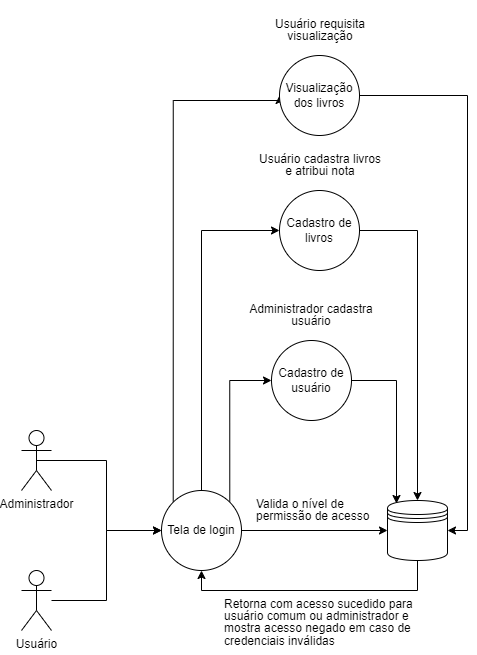 Usuário requisita
visualização
Visualização
dos livros
Usuário cadastra livros
e atribui nota
Cadastro de
livros
Administrador cadastra
usuário
Cadastro de
usuário
Administrador
Tela de login
Valida o nível de
permissão de acesso
Retorna com acesso sucedido para
usuário comum ou administrador e
mostra acesso negado em caso de
credenciais inválidas
Usuário